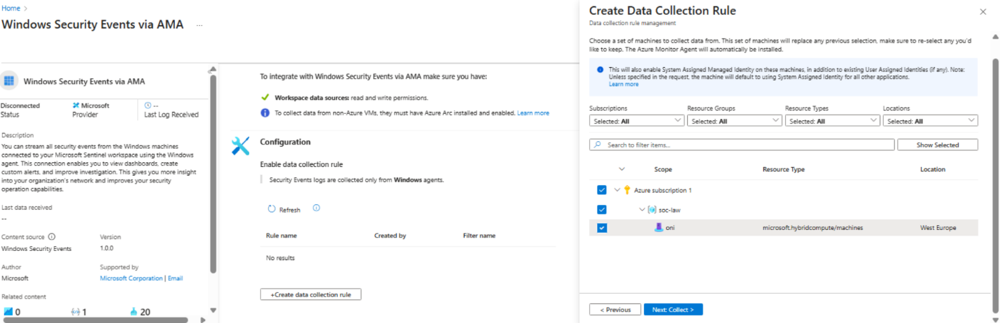 Home >
Windows Security Events via AMA ...
Windows Security Events via AMA
Disconnected
Status
Microsoft
Provider
--
Last Log Received
Description
You can stream all security events from the Windows machines
connected to your Microsoft Sentinel workspace using the Windows
agent. This connection enables you to view dashboards, create
custom alerts, and improve investigation. This gives you more insight
into your organization's network and improves your security
operation capabilities.
Last data received
--
Content source
Version
Windows Security Events
1.0.0
Author
Supported by
Microsoft
Microsoft Corporation | Email
Related content
0
1
20
To integrate with Windows Security Events via AMA make sure you have:
Workspace data sources: read and write permissions.
To collect data from non-Azure VMs, they must have Azure Arc installed and enabled. Learn more
Configuration
Enable data collection rule
Security Events logs are collected only from Windows agents.
Refresh
Rule name
Created by
Filter name
No results
+Create data collection rule
Create Data Collection Rule
Data collection rule management
Choose a set of machines to collect data from. This set of machines will replace any previous selection, make sure to re-select any you'd
like to keep. The Azure Monitor Agent will automatically be installed.
This will also enable System Assigned Managed Identity on these machines, in addition to existing User Assigned Identities (if any). Note:
Unless specified in the request, the machine will default to using System Assigned Identity for all other applications.
Learn more
Subscriptions
Resource Groups
Resource Types
Locations
Selected: All
Selected: All
Selected: All
Selected: All
Search to filter items...
Show Selected
Scope
Resource Type
Location
Azure subscription 1
soc-law
oni
microsoft.hybridcompute/machines
West Europe
< Previous
Next: Collect >